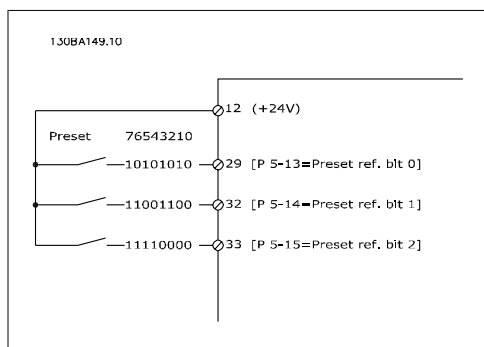 130BA149.10
12 (+24V)
Preset 76543210
10101010 29 [P 5-13=Preset ref. bit 0]
11001100 32 [P 5-14=Preset ref. bit 1]
11110000 33 [P 5-15=Preset ref. bit 2]